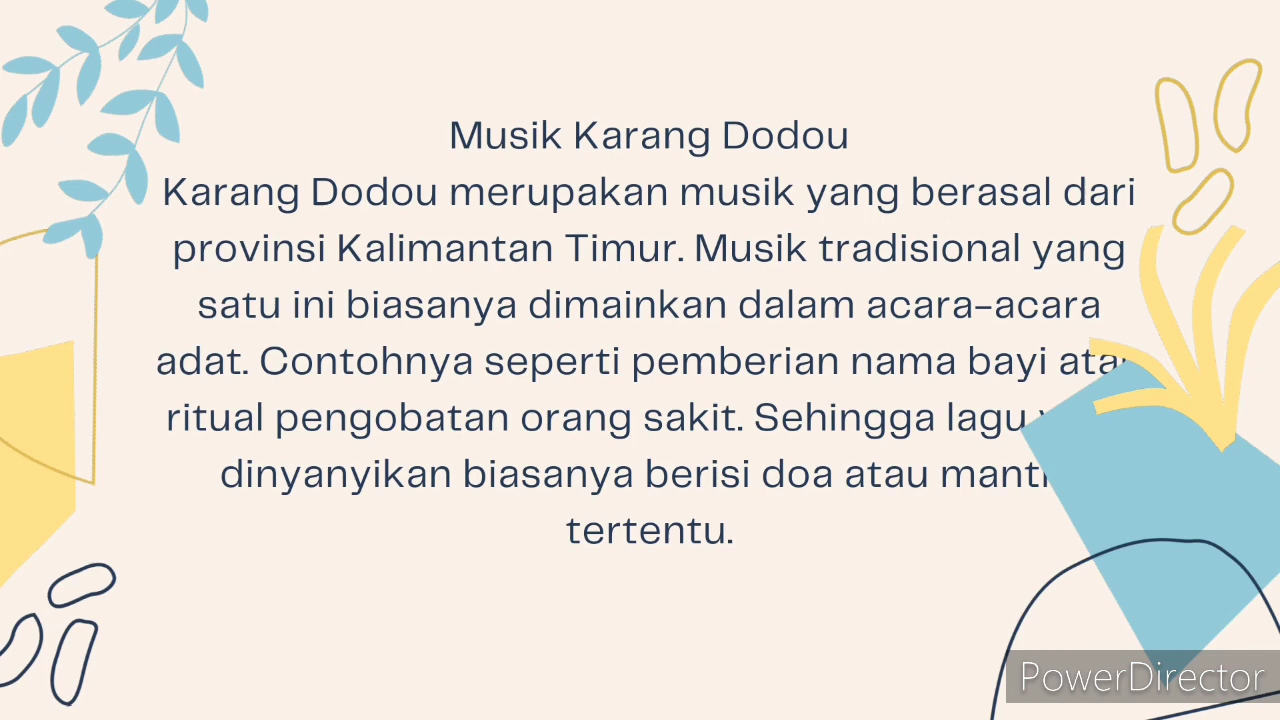 Musik Karang Dodou
Karang Dodou merupakan musik yang berasal dari
provinsi Kalimantan Timur. Musik tradisional yang
satu ini biasanya dimainkan dalam acara-acara
adat. Contohnya seperti pemberian nama bayi atau
ritual pengobatan orang sakit. Sehingga lagu
dinyanyikan biasanya berisi doa atau
tertentu.
PowerDirector